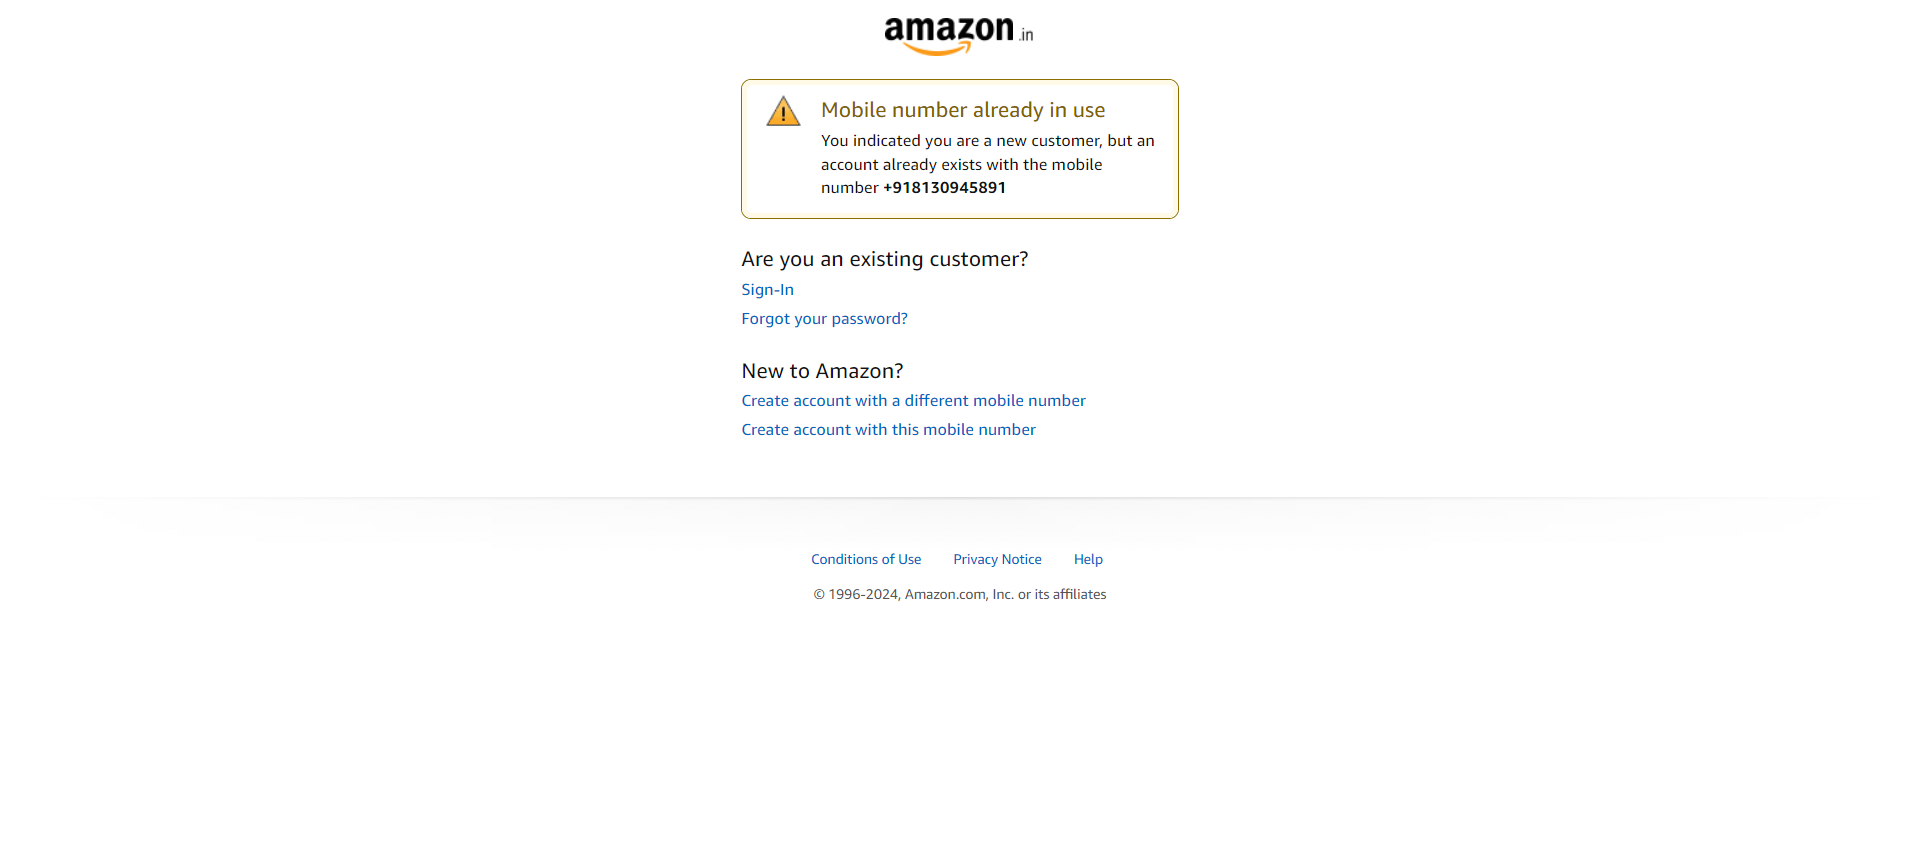 amazon.in
Mobile number already in use
You indicated you are a new customer, but an
account already exists with the mobile
number +918130945891
Are you an existing customer?
Sign-In
Forgot your password?
New to Amazon?
Create account with a different mobile number
Create account with this mobile number
Conditions of Use Privacy Notice Help
© 1996-2024, Amazon.com, Inc. or its affiliates